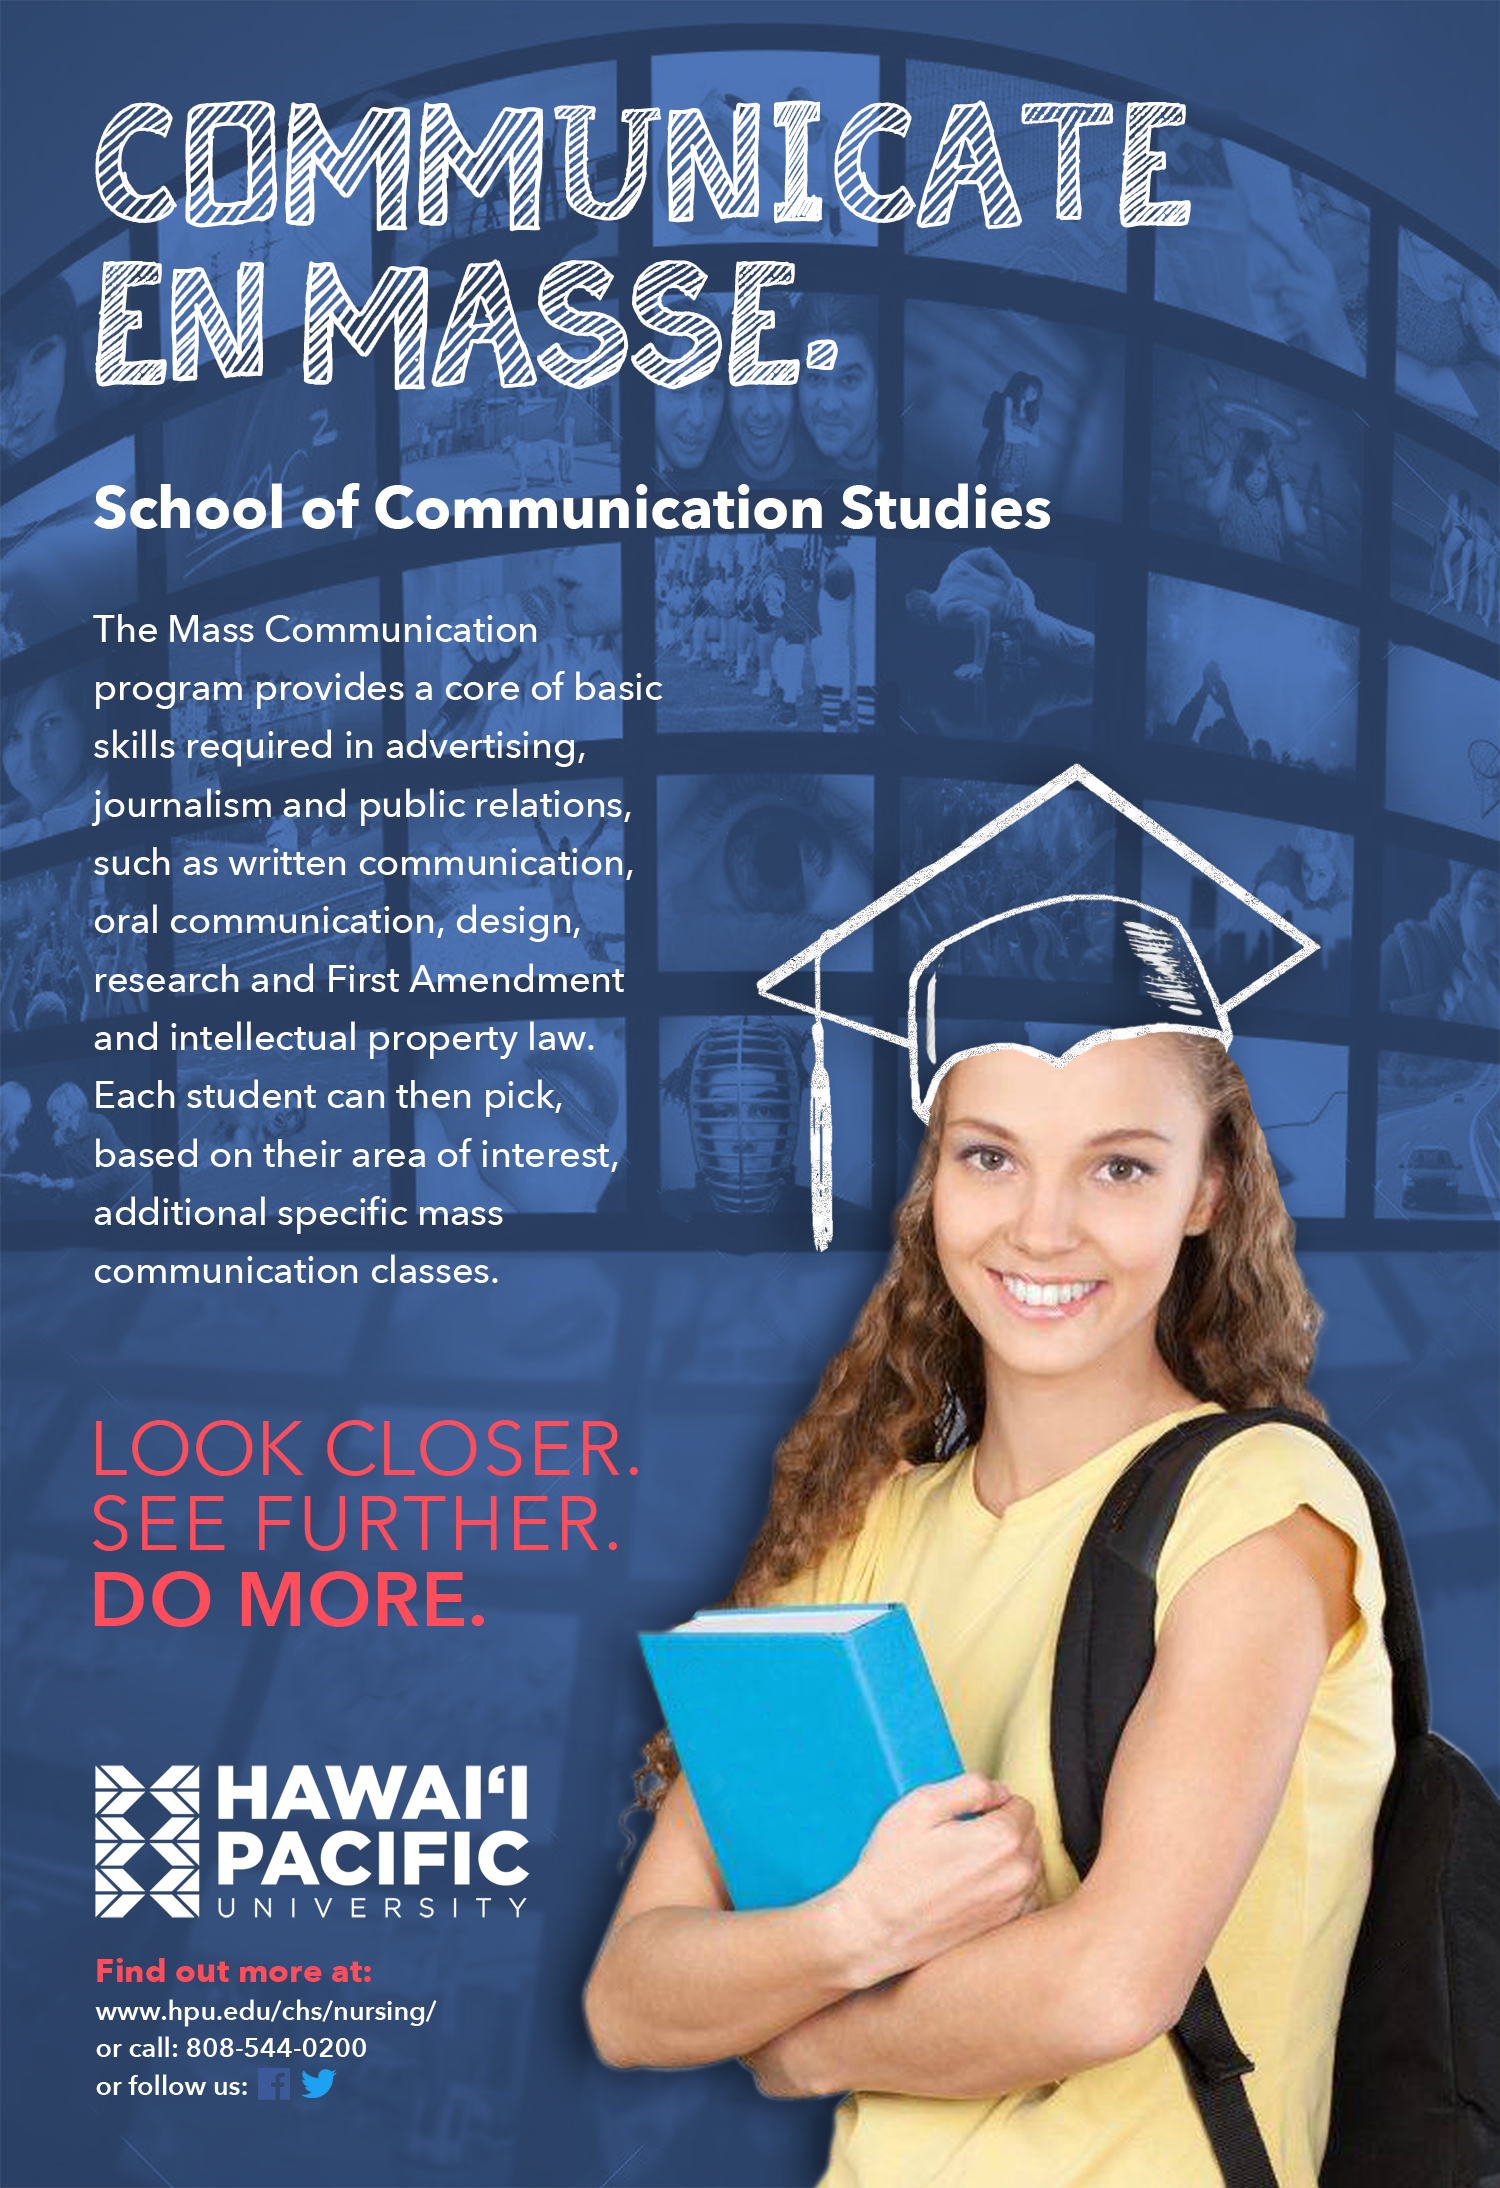 COMMUNICATE
EN MASSE.
School of Communication Studies
The Mass Communication
program provides a core of basic
skills required in advertising,
journalism and public relations,
such as written communication,
oral communication, design,
research and First Amendment
and intellectual property law.
Each student can then pick,
based on their area of interest,
additional specific mass
communication classes.
LOOK CLOSER.
SEE FURTHER.
DO MORE.
HAWAIʻI
PACIFIC
UNIVERSITY
Find out more at:
www.hpu.edu/chs/nursing/
or call: 808-544-0200
or follow us: